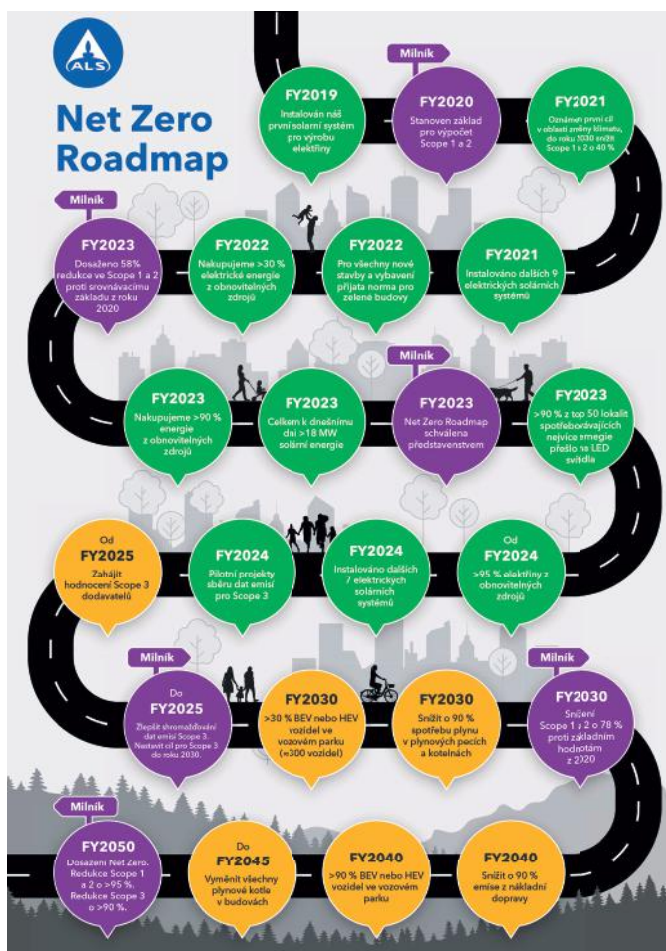 ALS
Net Zero
Roadmap
FY2019
Instalován náš
první solární systém
pro výrobu
elektřiny
Milník
FY2020
Stanoven základ
pro výpočet
Scope 1 a 2
FY2021
Oznámen první cíl
v oblasti změny klimatu,
do roku 2030 snížit
Scope 1 a 2 o 40 %
FY2021
Instalováno dalších 9
elektrických solárních
systémů
FY2022
Pro všechny nové
stavby a vybavení
přijata norma pro
zelené budovy
FY2022
Nakupujeme >30 %
elektrické energie
z obnovitelných
zdrojů
Milník
FY2023
Dosaženo 58%
redukce ve Scope 1 a 2
proti srovnávacímu
základu z roku
2020
FY2023
Nakupujeme >90 %
energie
z obnovitelných
zdrojů
FY2023
Celkem k dnešnímu
dni >18 MW
solární energie
Milník
FY2023
Net Zero Roadmap
schválena
představenstvem
FY2023
>90 % z top 50 lokalit
spotřebovávajících
nejvíce energie
přešlo na LED
svítidla
Od
FY2024
>95 % elektřiny z
obnovitelných
zdrojů
FY2024
Instalováno dalších
7 elektrických
solárních
systémů
FY2024
Pilotní projekty
sběru dat emisí
pro Scope 3
Od
FY2025
Zahájit
hodnocení Scope 3
dodavatelů
Milník
Do
FY2025
Zlepšit shromažďování
dat emisí Scope 3.
Nastavit cíl pro Scope 3
do roku 2030.
FY2030
>30 % BEV nebo HEV
vozidel ve
vozovém parku
(≈300 vozidel)
FY2030
Snížit o 90 %
spotřebu plynu
v plynových pecích
a kotelnách
Milník
FY2030
Snížení
Scope 1 a 2 o 78 %
proti základním
hodnotám
z 2020
FY2040
Snížit o 90 %
emise z nákladní
dopravy
FY2040
>90 % BEV nebo HEV
vozidel ve vozovém
parku
Do
FY2045
Vyměnit všechny
plynové kotle
v budovách
Milník
FY2050
Dosažení Net Zero.
Redukce Scope 1
a 2 o >95 %.
Redukce Scope 3
o >90 %.